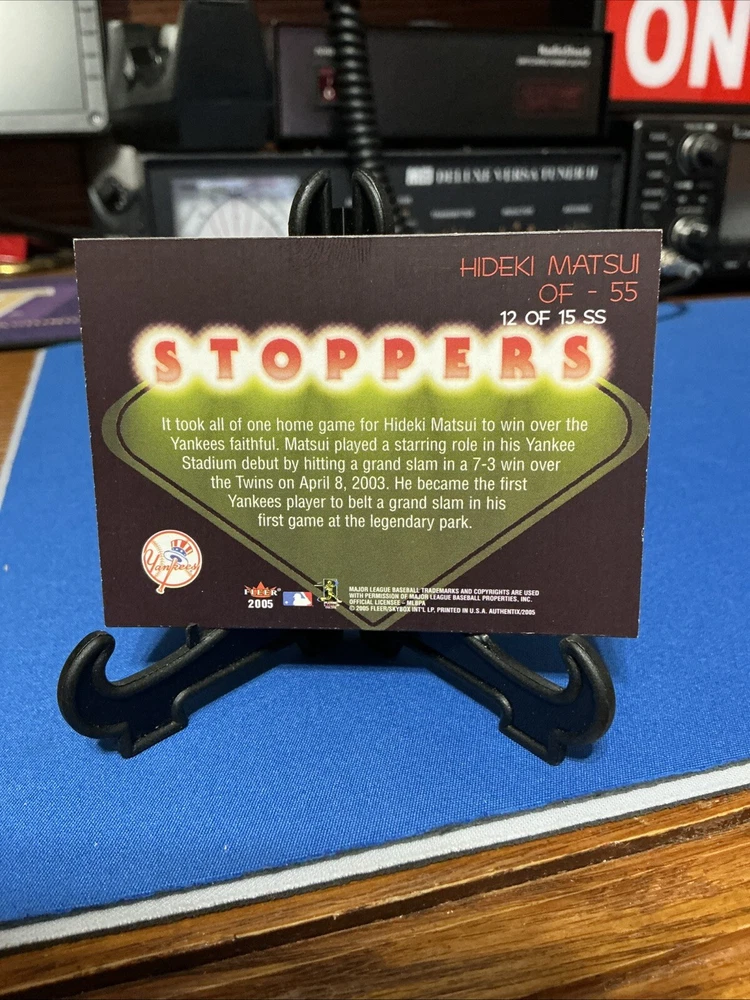 RadioShack
ON
DELUXE VERSA TUNER II
HIDEKI MATSUI
OF - 55
12 OF 15 SS
STOPPERS
It took all of one home game for Hideki Matsui to win over the
Yankees faithful. Matsui played a starring role in his Yankee
Stadium debut by hitting a grand slam in a 7-3 win over
the Twins on April 8, 2003. He became the first
Yankees player to belt a grand slam in his
first game at the legendary park.
Yankees
FLEER
2005
MAJOR LEAGUE BASEBALL TRADEMARKS AND COPYRIGHTS ARE USED
WITH PERMISSION OF MAJOR LEAGUE BASEBALL PROPERTIES, INC.
OFFICIAL LICENSEE - MLBPA
© 2005 FLEER/SKYBOX INT'L LP, PRINTED IN U.S.A. AUTHENTIX/2005